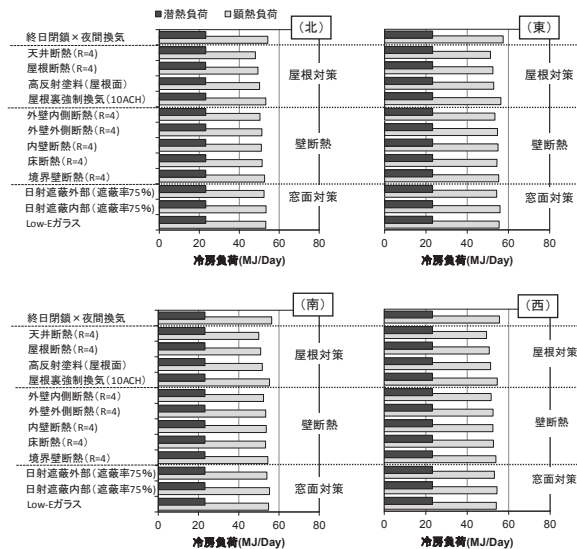 ■潜熱負荷 □顕熱負荷
(北)
終日閉鎖×夜間換気
天井断熱(R=4)
屋根断熱(R=4)
高反射塗料(屋根面)
屋根裏強制換気(10ACH)
屋根対策
外壁内側断熱(R=4)
外壁外側断熱(R=4)
内壁断熱(R=4)
床断熱(R=4)
境界壁断熱(R=4)
壁断熱
日射遮蔽外部(遮蔽率75%)
日射遮蔽内部(遮蔽率75%)
Low-Eガラス
窓面対策
0 20 40 60 80
冷房負荷(MJ/Day)
(東)
屋根対策
壁断熱
窓面対策
0 20 40 60 80
冷房負荷(MJ/Day)
(南)
終日閉鎖×夜間換気
天井断熱(R=4)
屋根断熱(R=4)
高反射塗料(屋根面)
屋根裏強制換気(10ACH)
屋根対策
外壁内側断熱(R=4)
外壁外側断熱(R=4)
内壁断熱(R=4)
床断熱(R=4)
境界壁断熱(R=4)
壁断熱
日射遮蔽外部(遮蔽率75%)
日射遮蔽内部(遮蔽率75%)
Low-Eガラス
窓面対策
0 20 40 60 80
冷房負荷(MJ/Day)
(西)
屋根対策
壁断熱
窓面対策
0 20 40 60 80
冷房負荷(MJ/Day)